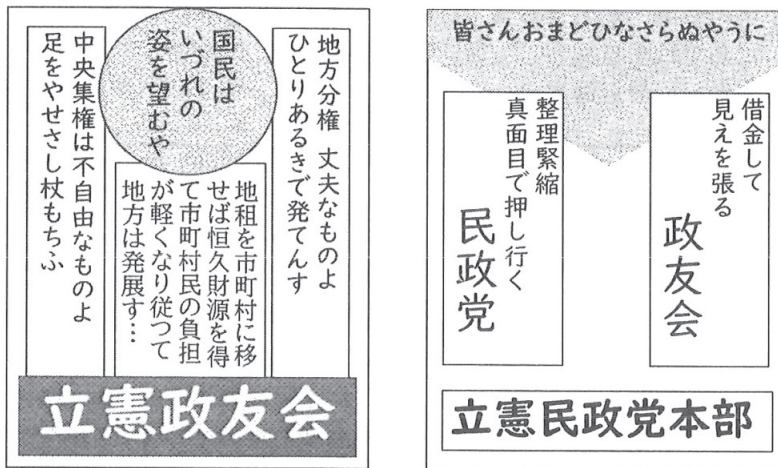 地方分権 丈夫なものよ
ひとりあるきで発てんす
国民は
いづれの
姿を望むや
地租を市町村に移
せば恒久財源を得
て市町村民の負担
が軽くなり従つて
地方は発展す…
中央集権は不自由なものよ
足をやせさし杖もちふ
立憲政友会
皆さんおまどひなさらぬやうに
借金して
見えを張る
政友会
整理緊縮
真面目で押し行く
民政党
立憲民政党本部